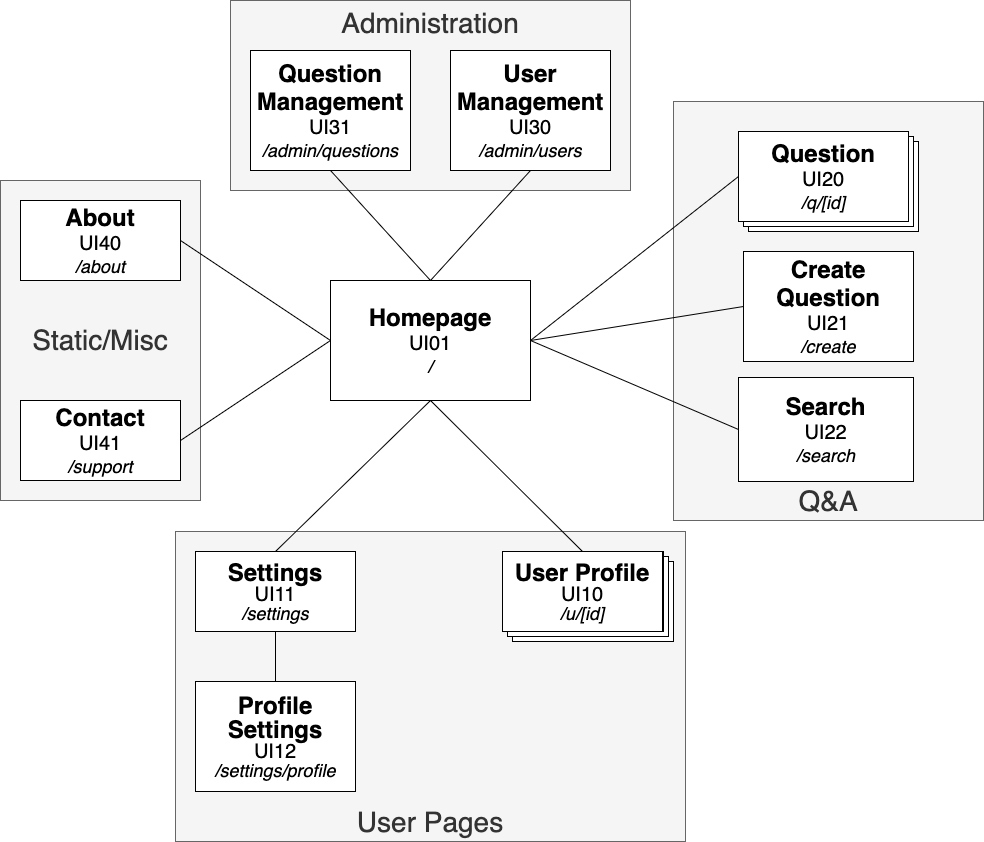 Administration
Question
Management
UI31
/admin/questions
User
Management
UI30
/admin/users
About
UI40
/about
Static/Misc
Contact
UI41
/support
Homepage
UI01
/
Question
UI20
/q/[id]
Create
Question
UI21
/create
Search
UI22
/search
Q&A
Settings
UI11
/settings
User Profile
UI10
/u/[id]
Profile
Settings
UI12
/settings/profile
User Pages